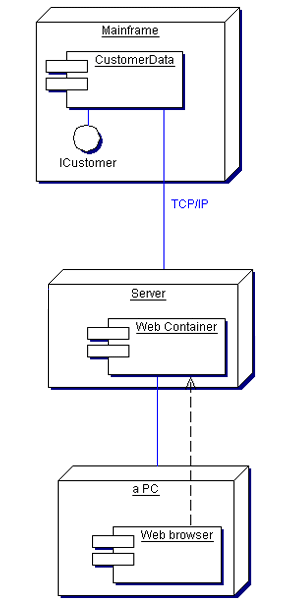 Mainframe
CustomerData
ICustomer
TCP/IP
Server
Web Container
a PC
Web browser